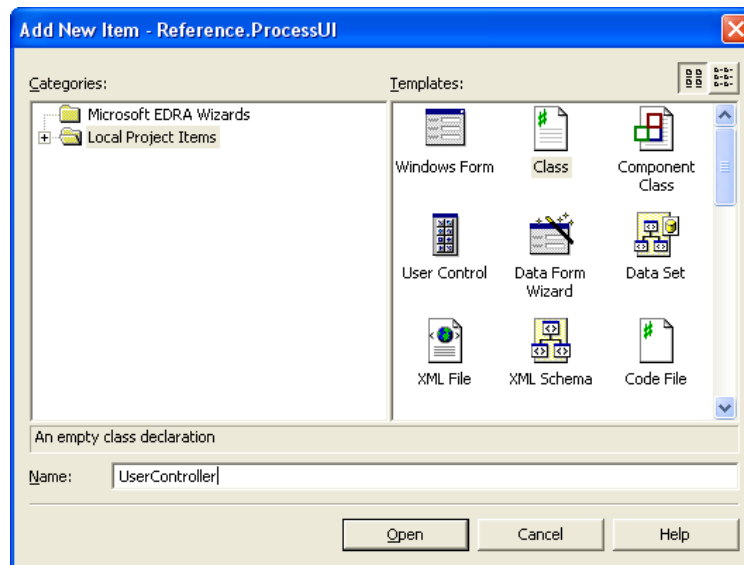 Add New Item - Reference.ProcessUI
Categories:
Templates:
Microsoft EDRA Wizards
Local Project Items
Windows Form
Class
Component
Class
User Control
Data Form
Wizard
Data Set
XML File
XML Schema
Code File
An empty class declaration
Name:
UserController
Open
Cancel
Help